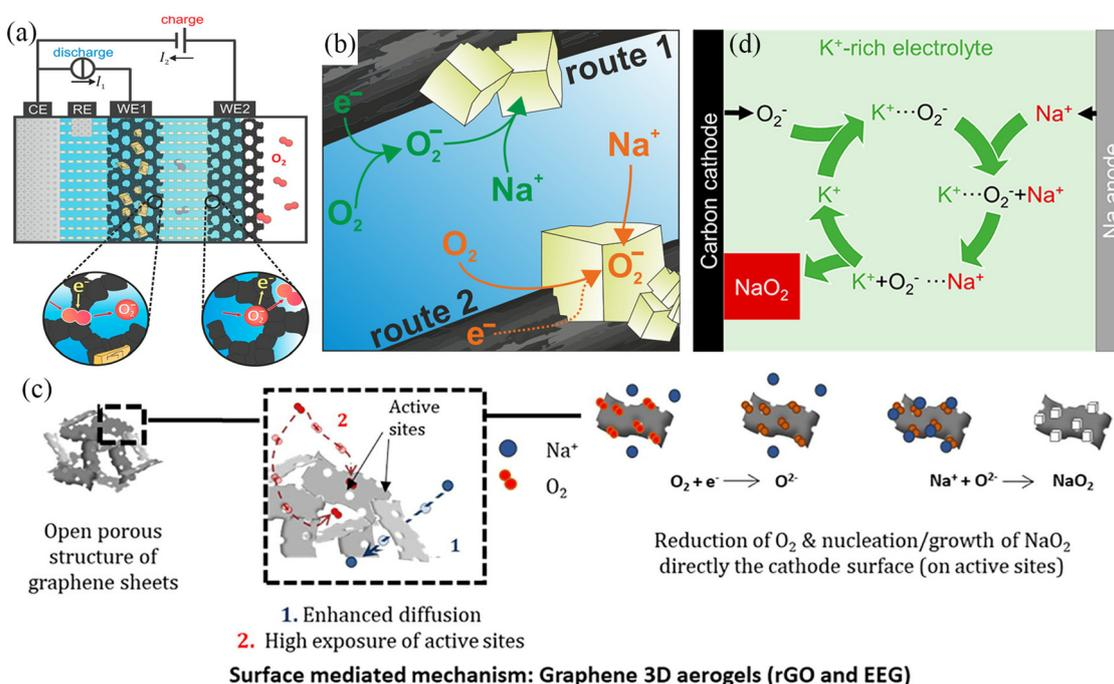 (a)
charge
I₂
discharge
I₁
CE
RE
WE1
WE2
O₂
e⁻
O₂⁻
e⁻
O₂⁻
(b)
route 1
e⁻
O₂⁻
O₂
Na⁺
Na⁺
O₂
O₂⁻
route 2
e⁻
(d)
K⁺-rich electrolyte
Carbon cathode
Na anode
O₂⁻
K⁺···O₂⁻
Na⁺
K⁺
K⁺···O₂⁻+Na⁺
K⁺+O₂⁻ ···Na⁺
NaO₂
(c)
Open porous
structure of
graphene sheets
2
Active
sites
1
Na⁺
O₂
1. Enhanced diffusion
2. High exposure of active sites
O₂ + e⁻ → O²⁻
Na⁺ + O²⁻ → NaO₂
Reduction of O₂ & nucleation/growth of NaO₂
directly the cathode surface (on active sites)
Surface mediated mechanism: Graphene 3D aerogels (rGO and EEG)